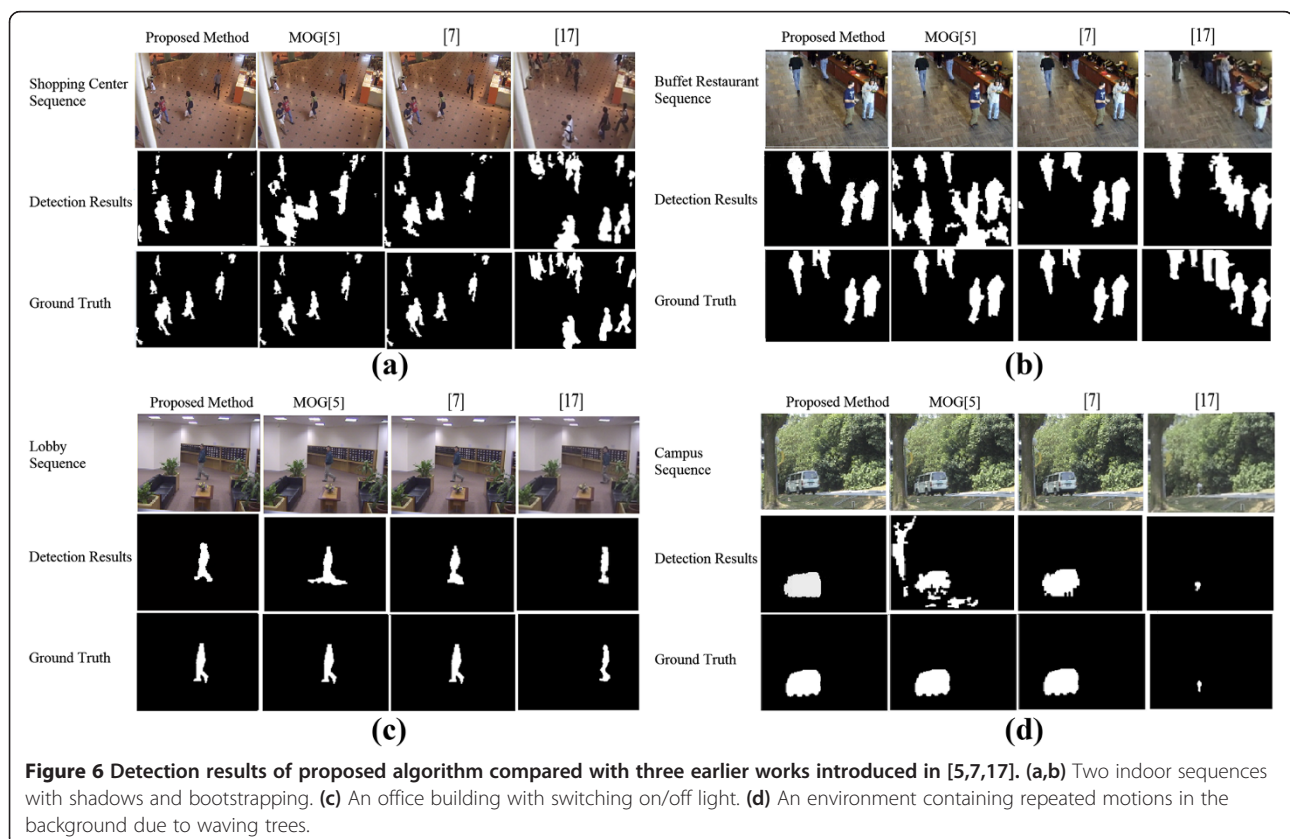 Proposed Method MOG[5] [7] [17]
Shopping Center
Sequence
Detection Results
Ground Truth
(a)
Proposed Method MOG[5] [7] [17]
Buffet Restaurant
Sequence
Detection Results
Ground Truth
(b)
Proposed Method MOG[5] [7] [17]
Lobby
Sequence
Detection Results
Ground Truth
(c)
Proposed Method MOG[5] [7] [17]
Campus
Sequence
Detection Results
Ground Truth
(d)
Figure 6 Detection results of proposed algorithm compared with three earlier works introduced in [5,7,17]. (a,b) Two indoor sequences
with shadows and bootstrapping. (c) An office building with switching on/off light. (d) An environment containing repeated motions in the
background due to waving trees.